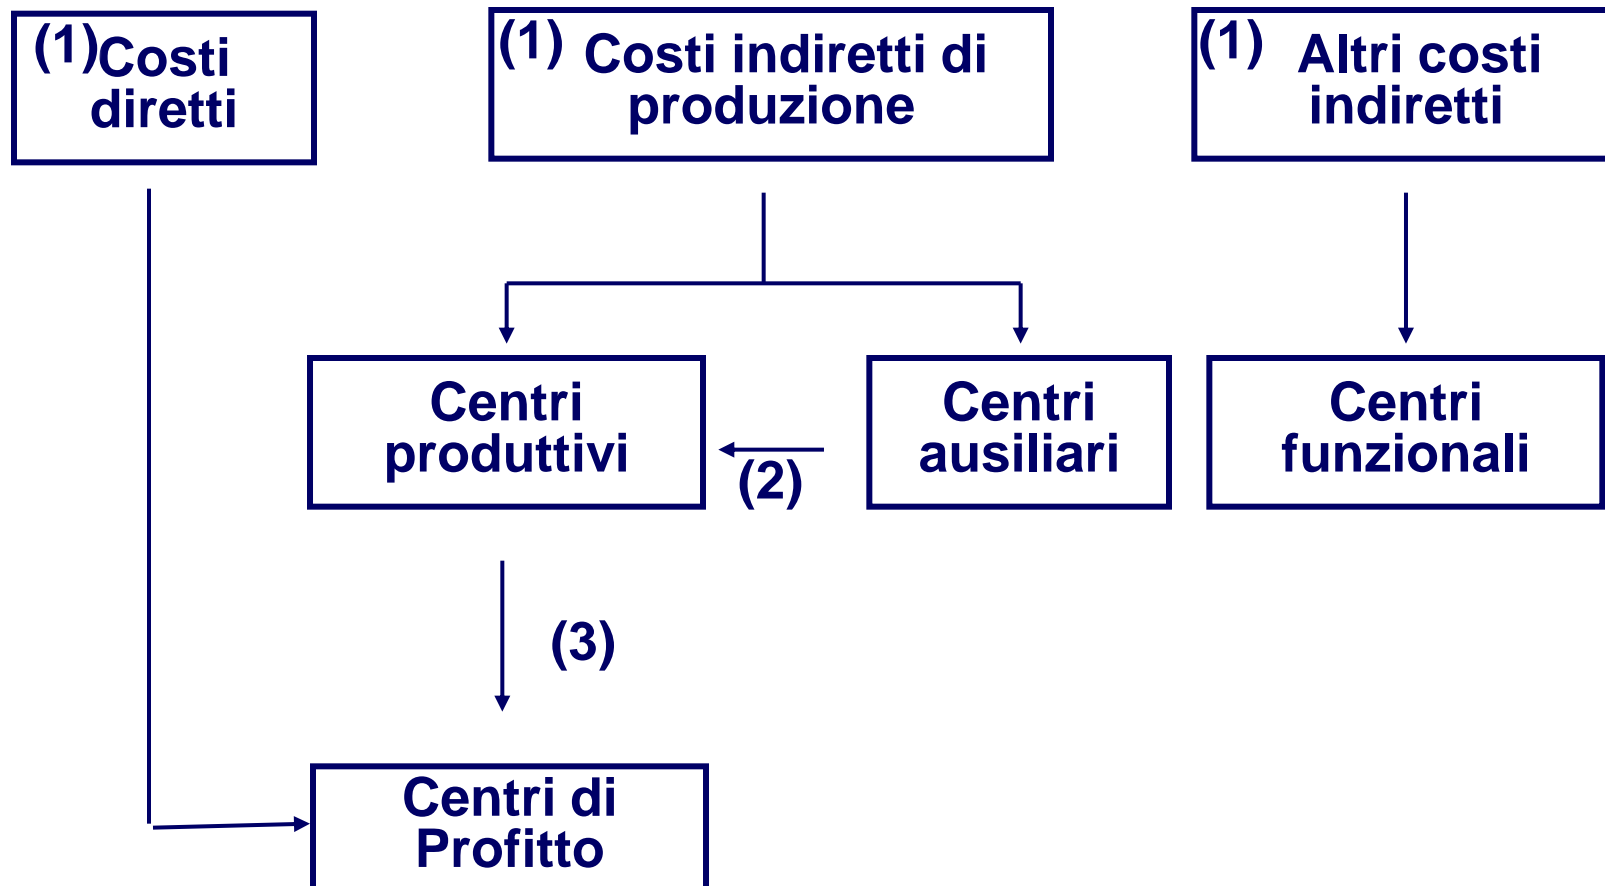 (1) Costi
diretti
(1) Costi indiretti di
produzione
(1) Altri costi
indiretti
Centri
produttivi
(2)
Centri
ausiliari
Centri
funzionali
(3)
Centri di
Profitto